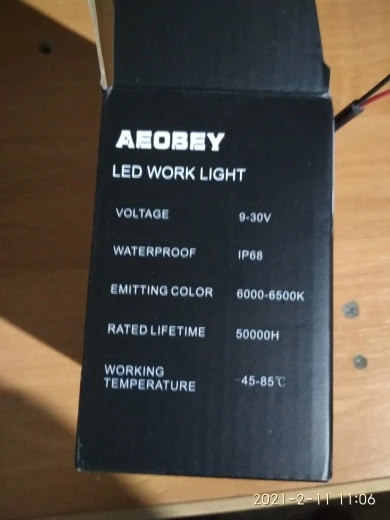 AEOBEY
LED WORK LIGHT
VOLTAGE 9-30V
WATERPROOF IP68
EMITTING COLOR 6000-6500K
RATED LIFETIME 50000H
WORKING
TEMPERATURE -45-85℃
2021-2-11 11:06